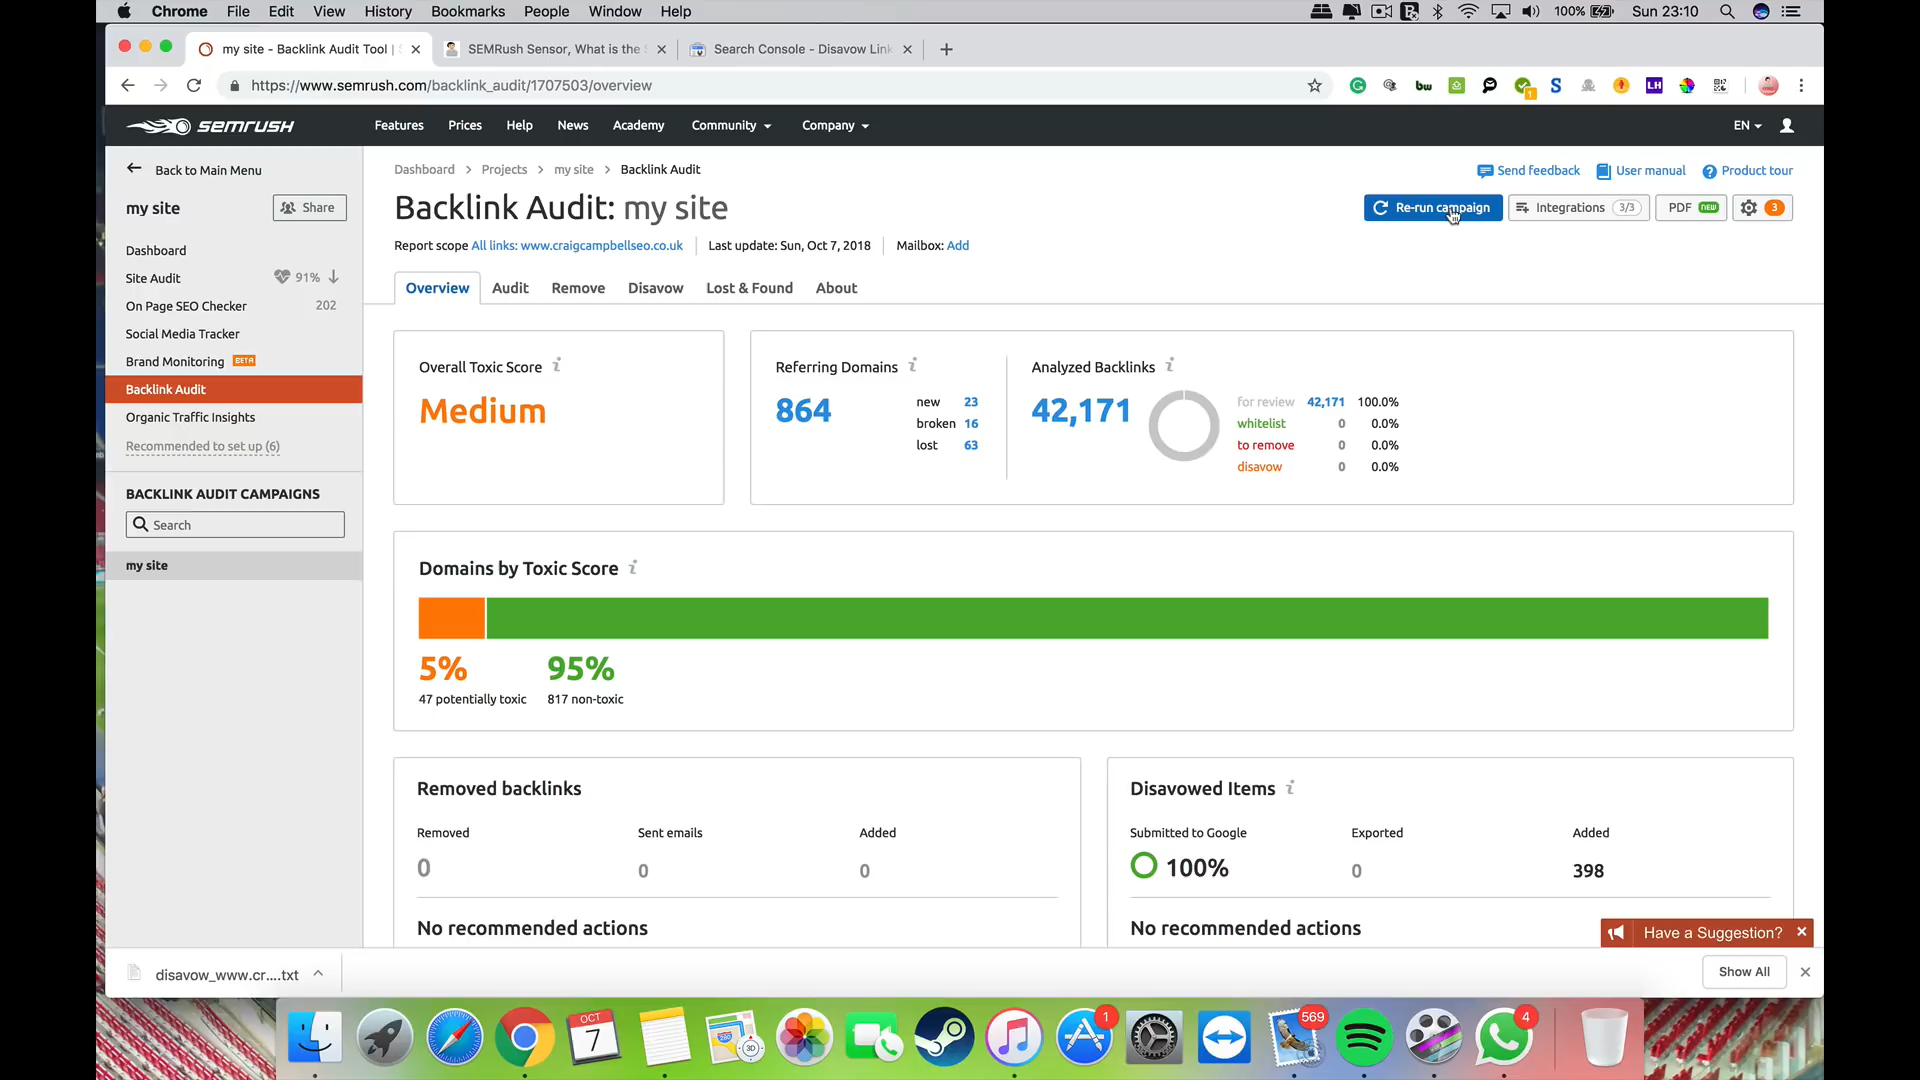 Chrome File Edit View History Bookmarks People Window Help 100% Sun 23:10
my site - Backlink Audit Tool |
SEMRush Sensor, What is the
Search Console - Disavow Link
https://www.semrush.com/backlink_audit/1707503/overview
bw 1 S LH
SEMRUSH Features Prices Help News Academy Community Company EN
Back to Main Menu
my site Share
Dashboard
Site Audit 91%
On Page SEO Checker 202
Social Media Tracker
Brand Monitoring BETA
Backlink Audit
Organic Traffic Insights
Recommended to set up (6)
BACKLINK AUDIT CAMPAIGNS
Search
my site
Dashboard > Projects > my site > Backlink Audit
Send feedback User manual Product tour
Backlink Audit: my site
Re-run campaign Integrations 3/3 PDF NEW 3
Report scope All links: www.craigcampbellseo.co.uk Last update: Sun, Oct 7, 2018 Mailbox: Add
Overview Audit Remove Disavow Lost & Found About
Overall Toxic Score i
Medium
Referring Domains i
864
new 23
broken 16
lost 63
Analyzed Backlinks i
42,171
for review 42,171 100.0%
whitelist 0 0.0%
to remove 0 0.0%
disavow 0 0.0%
Domains by Toxic Score i
5% 95%
47 potentially toxic 817 non-toxic
Removed backlinks
Removed Sent emails Added
0 0 0
No recommended actions
Disavowed Items i
Submitted to Google Exported Added
100% 0 398
No recommended actions
Have a Suggestion?
disavow_www.cr....txt
Show All
OCT
7
3D
1
569
4